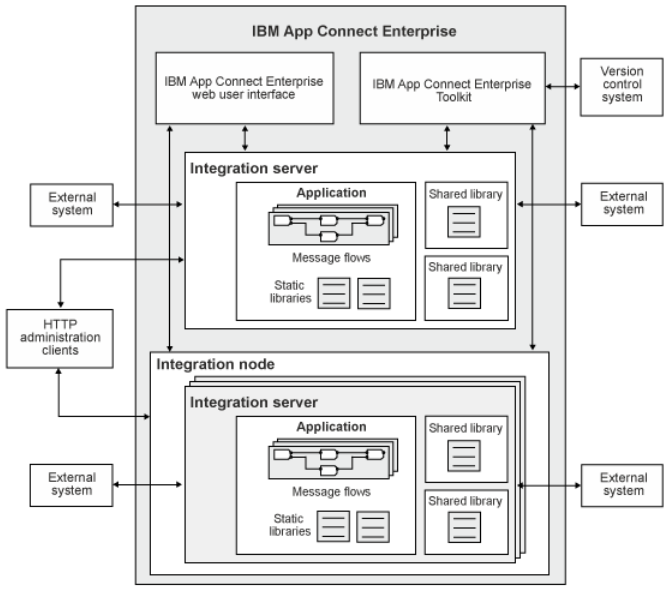 IBM App Connect Enterprise
IBM App Connect Enterprise
web user interface
IBM App Connect Enterprise
Toolkit
Version
control
system
Integration server
External
system
Application
Message flows
Static
libraries
Shared library
Shared library
External
system
HTTP
administration
clients
Integration node
Integration server
External
system
Application
Message flows
Static
libraries
Shared library
Shared library
External
system